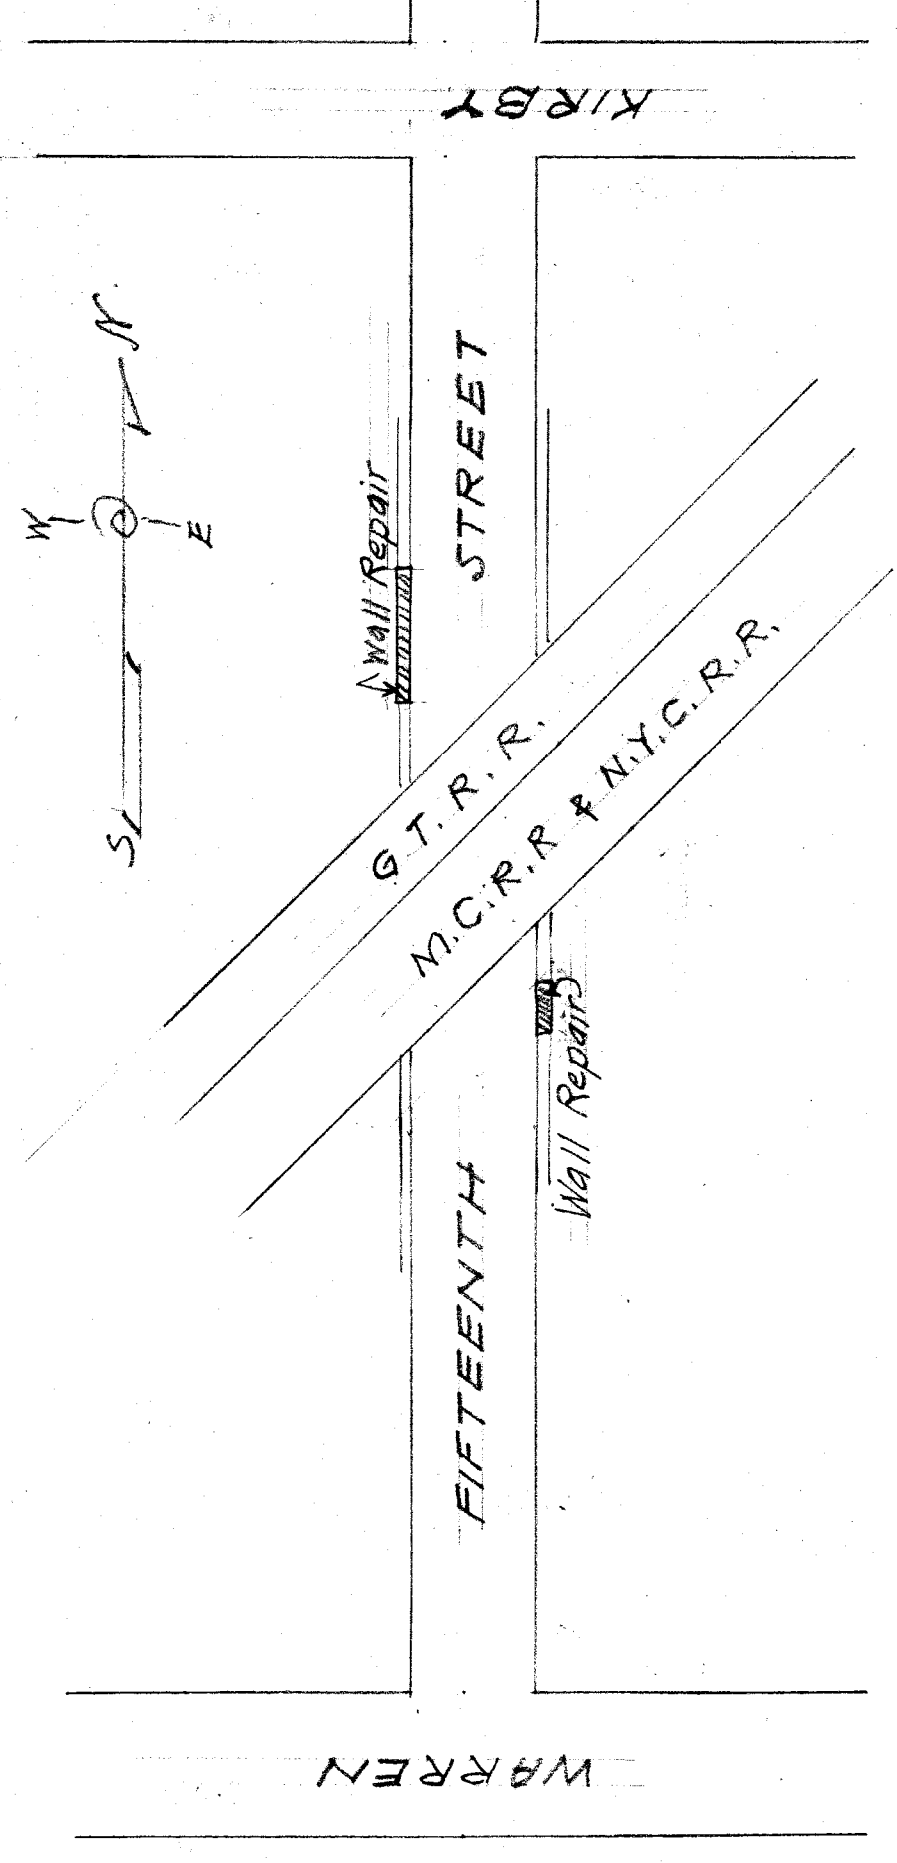 KIRBY
N.
W
E
S
Wall Repair
STREET
G.T.R.R.
M.C.R.R & N.Y.C.R.R.
Wall Repair
FIFTEENTH
WARREN